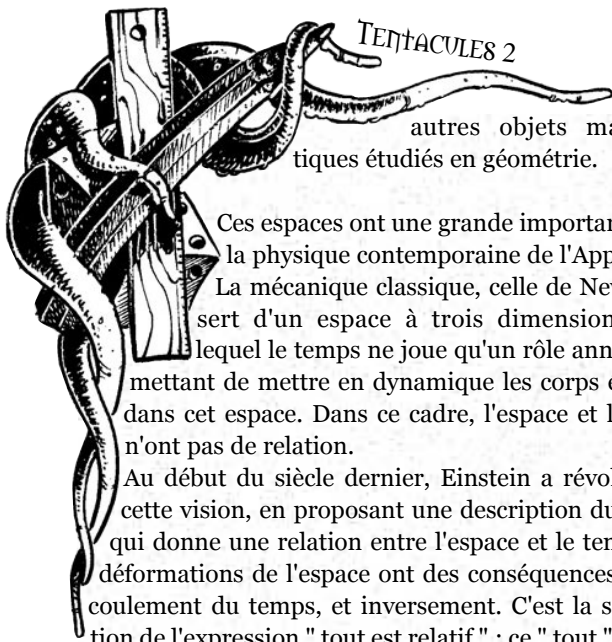 TENTACULES 2
autres objets ma
tiques étudiés en géométrie.
Ces espaces ont une grande importan
la physique contemporaine de l'App
La mécanique classique, celle de Ne
sert d'un espace à trois dimension
lequel le temps ne joue qu'un rôle ann
mettant de mettre en dynamique les corps e
dans cet espace. Dans ce cadre, l'espace et l
n'ont pas de relation.
Au début du siècle dernier, Einstein a révol
cette vision, en proposant une description du
qui donne une relation entre l'espace et le ten
déformations de l'espace ont des conséquences
coulement du temps, et inversement. C'est la s
tion de l'expression " tout est relatif " : ce " tout "